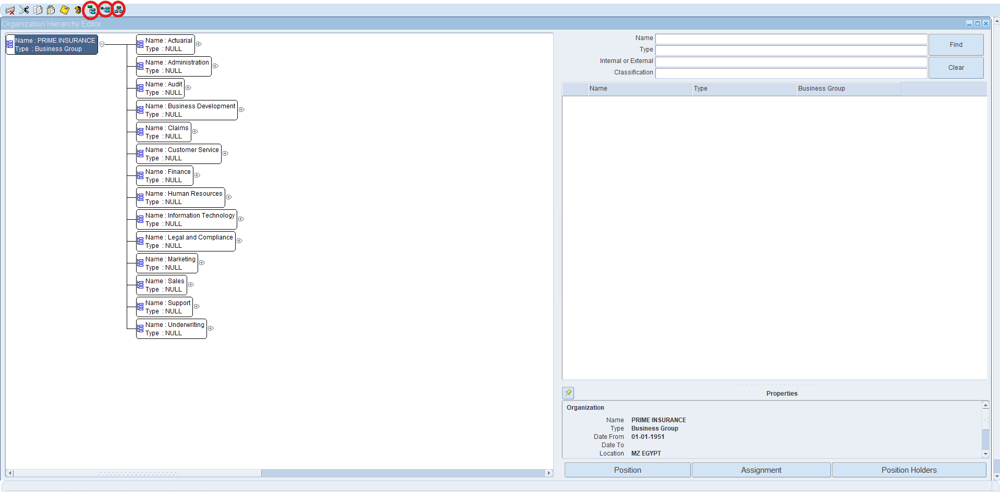 Organization Hierarchy Editor
Name : PRIME INSURANCE
Type : Business Group
Name : Actuarial
Type : NULL
Name : Administration
Type : NULL
Name : Audit
Type : NULL
Name : Business Development
Type : NULL
Name : Claims
Type : NULL
Name : Customer Service
Type : NULL
Name : Finance
Type : NULL
Name : Human Resources
Type : NULL
Name : Information Technology
Type : NULL
Name : Legal and Compliance
Type : NULL
Name : Marketing
Type : NULL
Name : Sales
Type : NULL
Name : Support
Type : NULL
Name : Underwriting
Type : NULL
Name
Type
Internal or External
Classification
Find
Clear
Name Type Business Group
Properties
Organization
Name PRIME INSURANCE
Type Business Group
Date From 01-01-1951
Date To
Location MZ EGYPT
Position Assignment Position Holders